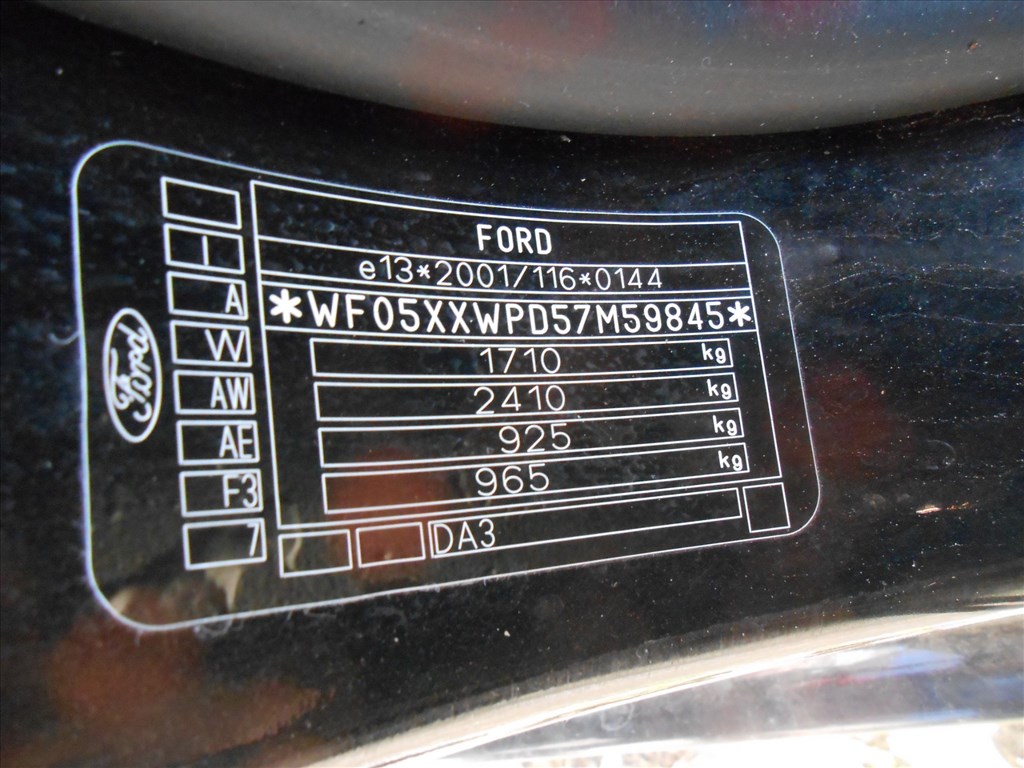 FORD
e13*2001/116*0144
*WF05XXWPD57M59845*
1710 kg
2410 kg
925 kg
965 kg
DA3
I
A
W
AW
AE
F3
7
Ford